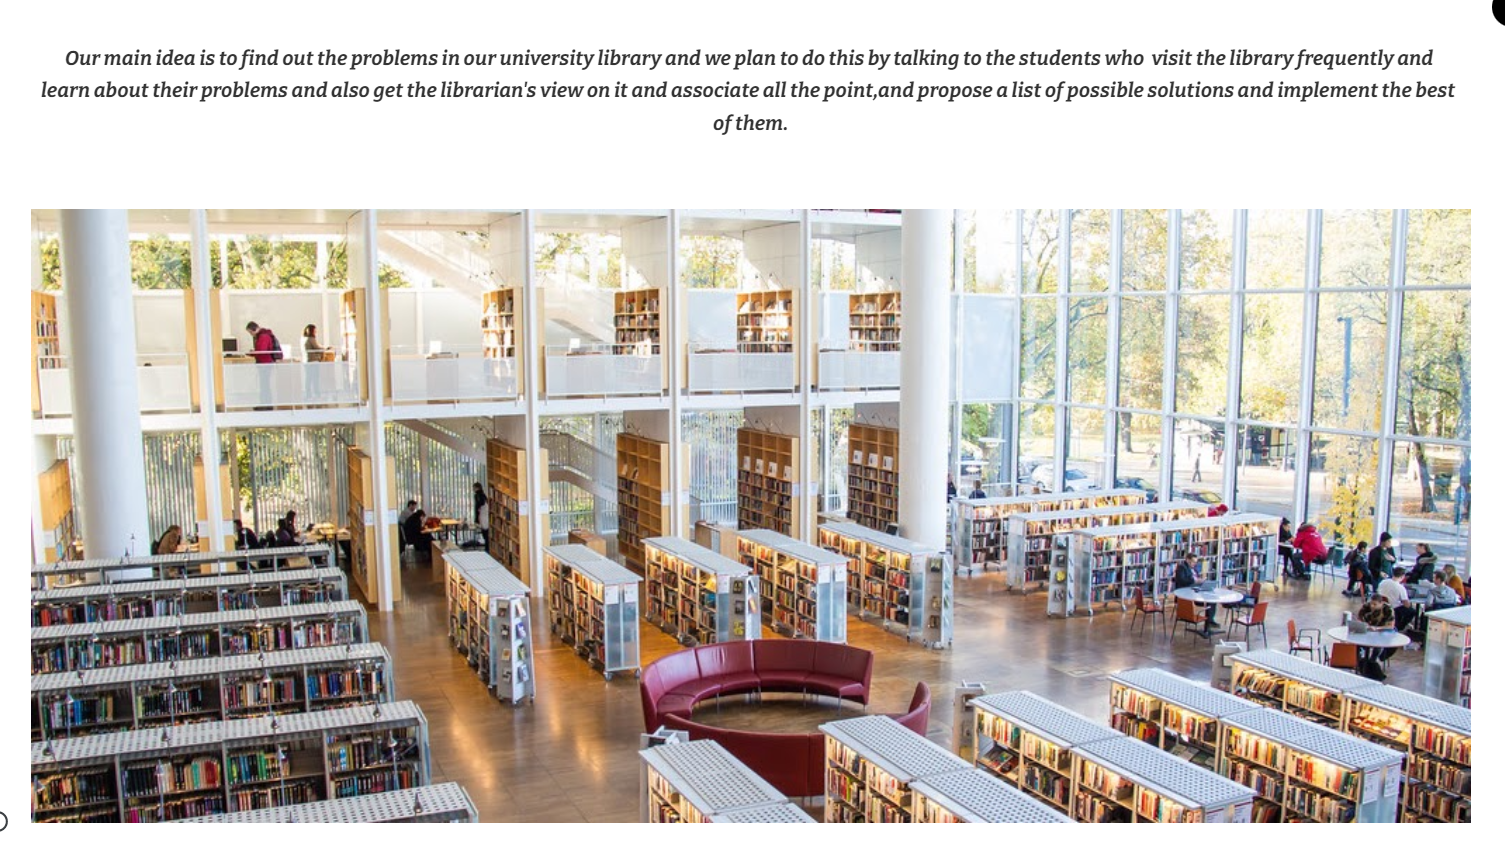 Our main idea is to find out the problems in our university library and we plan to do this by talking to the students who  visit the library frequently and
learn about their problems and also get the librarian's view on it and associate all the point,and propose a list of possible solutions and implement the best
of them.